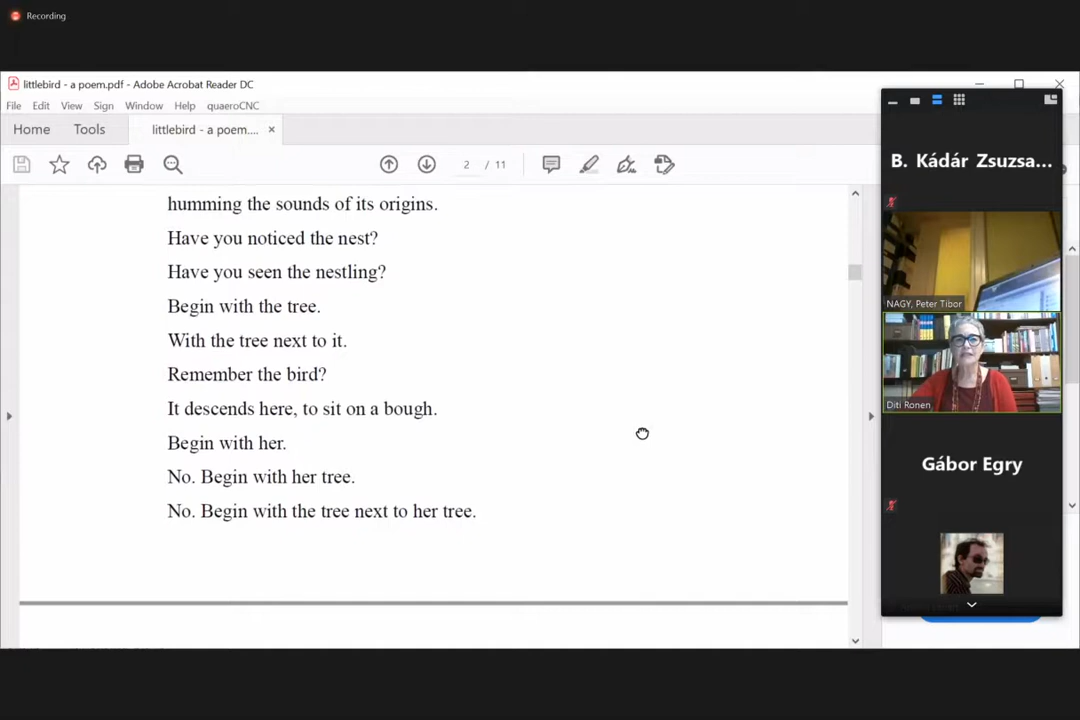 Recording
littlebird - a poem.pdf - Adobe Acrobat Reader DC
File Edit View Sign Window Help quaeroCNC
Home Tools littlebird - a poem.... ×
2 / 11
humming the sounds of its origins.
Have you noticed the nest?
Have you seen the nestling?
Begin with the tree.
With the tree next to it.
Remember the bird?
It descends here, to sit on a bough.
Begin with her.
No. Begin with her tree.
No. Begin with the tree next to her tree.
B. Kádár Zsuzsa...
NAGY, Peter Tibor
Diti Ronen
Gábor Egry